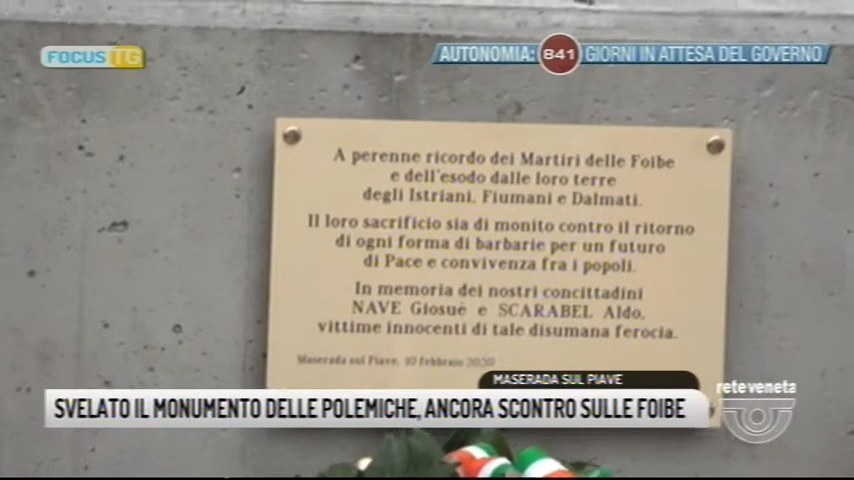 FOCUS TG
AUTONOMIA: 841 GIORNI IN ATTESA DEL GOVERNO
A perenne ricordo dei Martiri delle Foibe
e dell'esodo dalle loro terre
degli Istriani, Fiumani e Dalmati.
Il loro sacrificio sia di monito contro il ritorno
di ogni forma di barbarie per un futuro
di Pace e convivenza fra i popoli.
In memoria dei nostri concittadini
NAVE Giosuè e SCARABEL Aldo,
vittime innocenti di tale disumana ferocia.
Maserada sul Piave, 10 febbraio 2020
MASERADA SUL PIAVE
SVELATO IL MONUMENTO DELLE POLEMICHE, ANCORA SCONTRO SULLE FOIBE
reteveneta